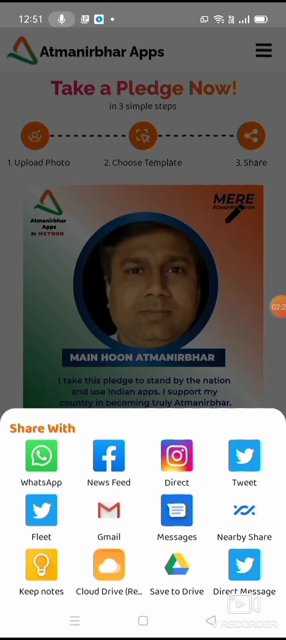 12:51
Atmanirbhar Apps
Take a Pledge Now!
in 3 simple steps
1. Upload Photo
2. Choose Template
3. Share
Atmanirbhar
Apps
By MITRON
MERE
MAIN HOON ATMANIRBHAR
I take this pledge to stand by the nation
and use Indian apps. I support my
country in becoming truly Atmanirbhar.
Share With
WhatsApp
News Feed
Direct
Tweet
Fleet
Gmail
Messages
Nearby Share
Keep notes
Cloud Drive (Re...
Save to Drive
Direct Message
RECORDER